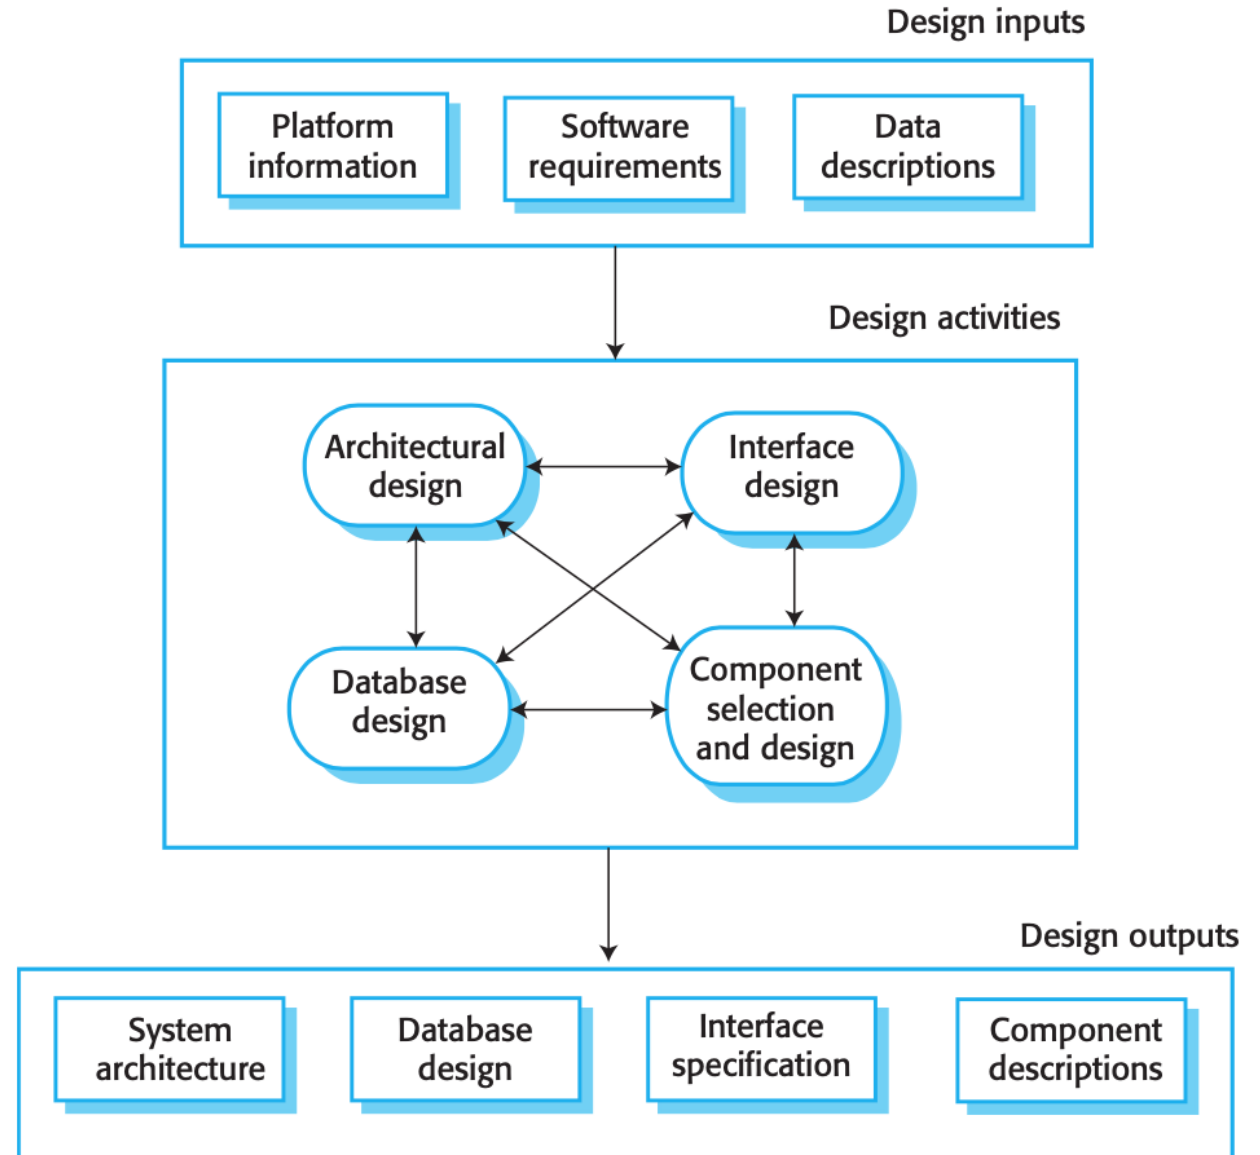 Design inputs
Platform
information
Software
requirements
Data
descriptions
Design activities
Architectural
design
Interface
design
Database
design
Component
selection
and design
Design outputs
System
architecture
Database
design
Interface
specification
Component
descriptions